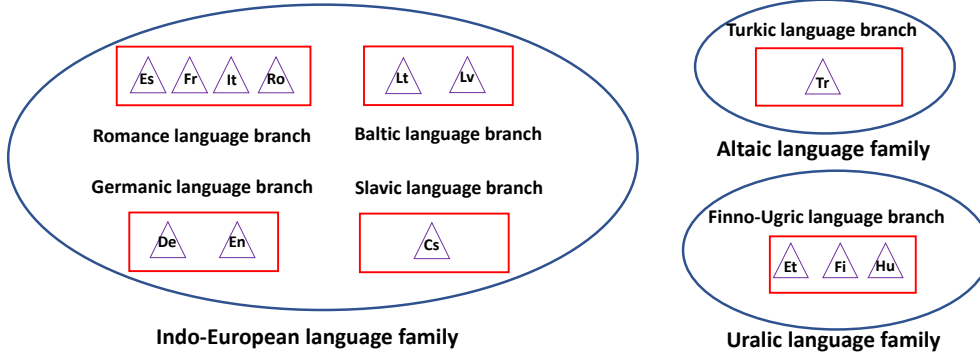 Es Fr It Ro
Romance language branch
Lt Lv
Baltic language branch
Germanic language branch
De En
Slavic language branch
Cs
Indo-European language family
Turkic language branch
Tr
Altaic language family
Finno-Ugric language branch
Et Fi Hu
Uralic language family